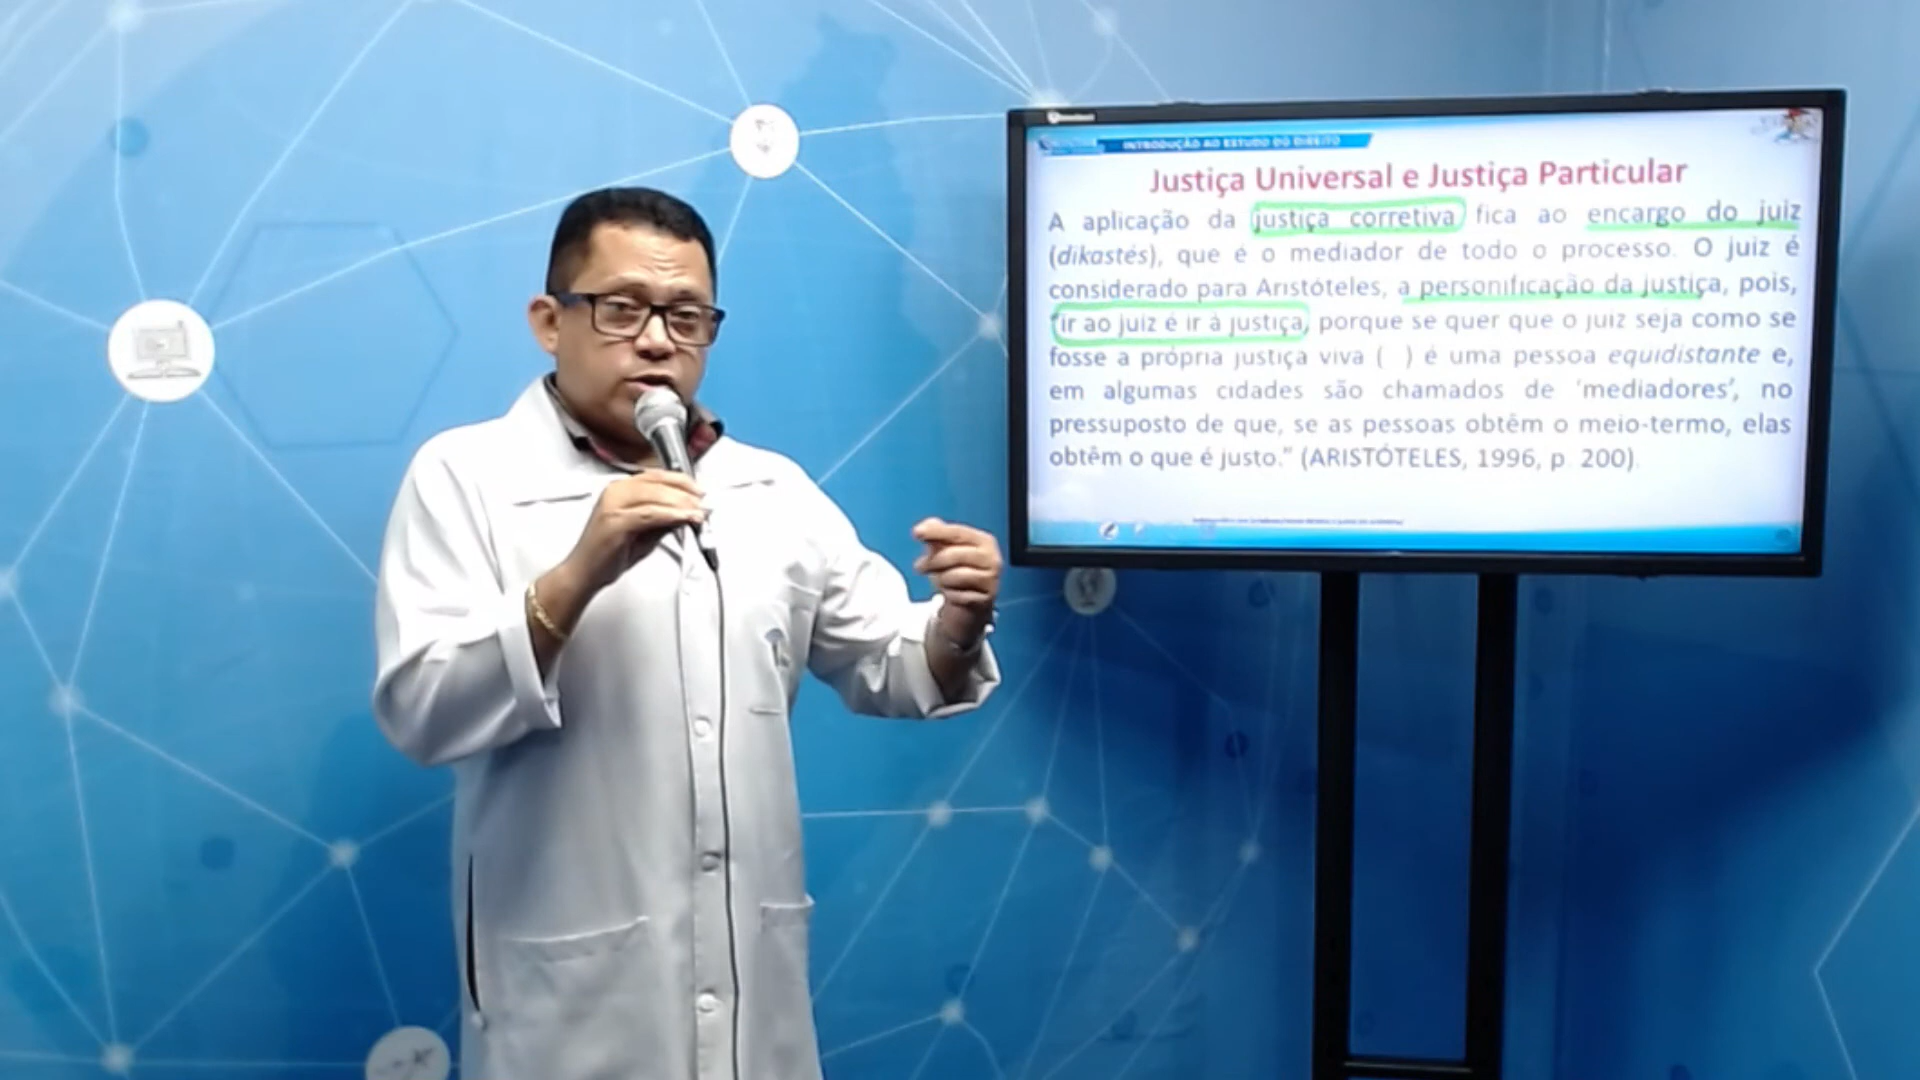 INTRODUÇÃO AO ESTUDO DO DIREITO
Justiça Universal e Justiça Particular
A aplicação da justiça corretiva fica ao encargo do juiz
(dikastés), que é o mediador de todo o processo. O juiz é
considerado para Aristóteles, a personificação da justiça, pois,
“ir ao juiz é ir à justiça, porque se quer que o juiz seja como se
fosse a própria justiça viva ( ) é uma pessoa equidistante e,
em algumas cidades são chamados de ‘mediadores’, no
pressuposto de que, se as pessoas obtêm o meio-termo, elas
obtêm o que é justo.” (ARISTÓTELES, 1996, p. 200).